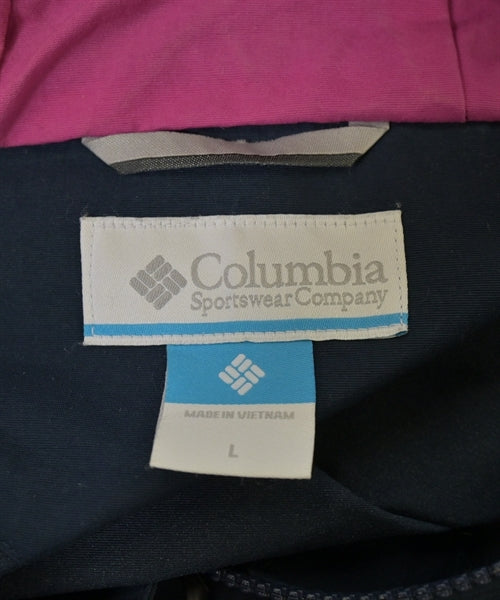 Columbia
Sportswear Company
MADE IN VIETNAM
L